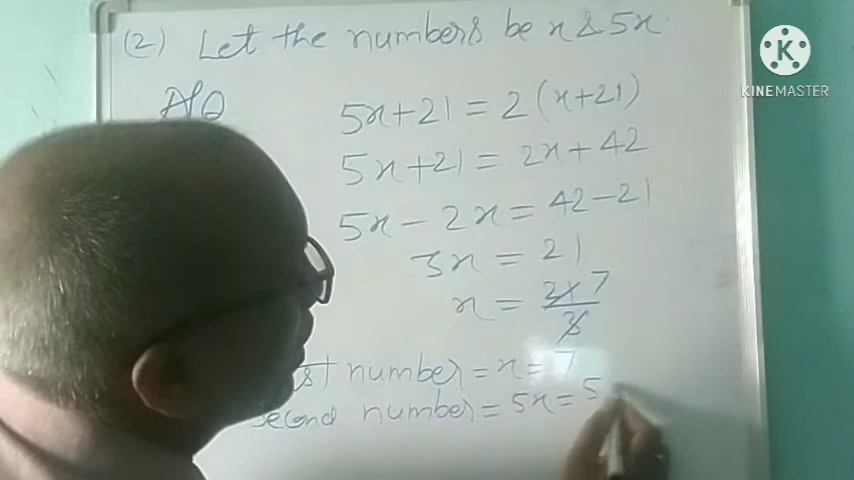 (2) Let the numbers be x & 5x.
A/Q
5x+21 = 2(x+21)
5x+21 = 2x+42
5x-2x = 42-21
3x = 21
x = 21 7
3
st number = x = 7
Second number = 5x = 5
K
KINEMASTER